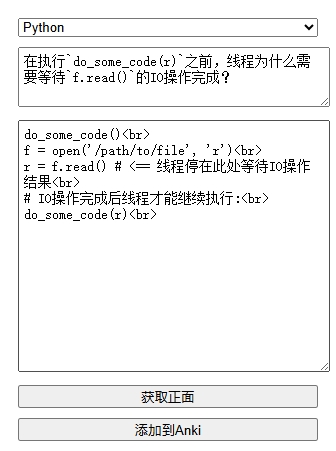 Python
在执行`do_some_code(r)`之前，线程为什么需
要等待`f.read()`的IO操作完成？
do_some_code()<br>
f = open('/path/to/file', 'r')<br>
r = f.read() # <== 线程停在此处等待IO操作
结果<br>
# IO操作完成后线程才能继续执行:<br>
do_some_code(r)<br>
获取正面
添加到Anki